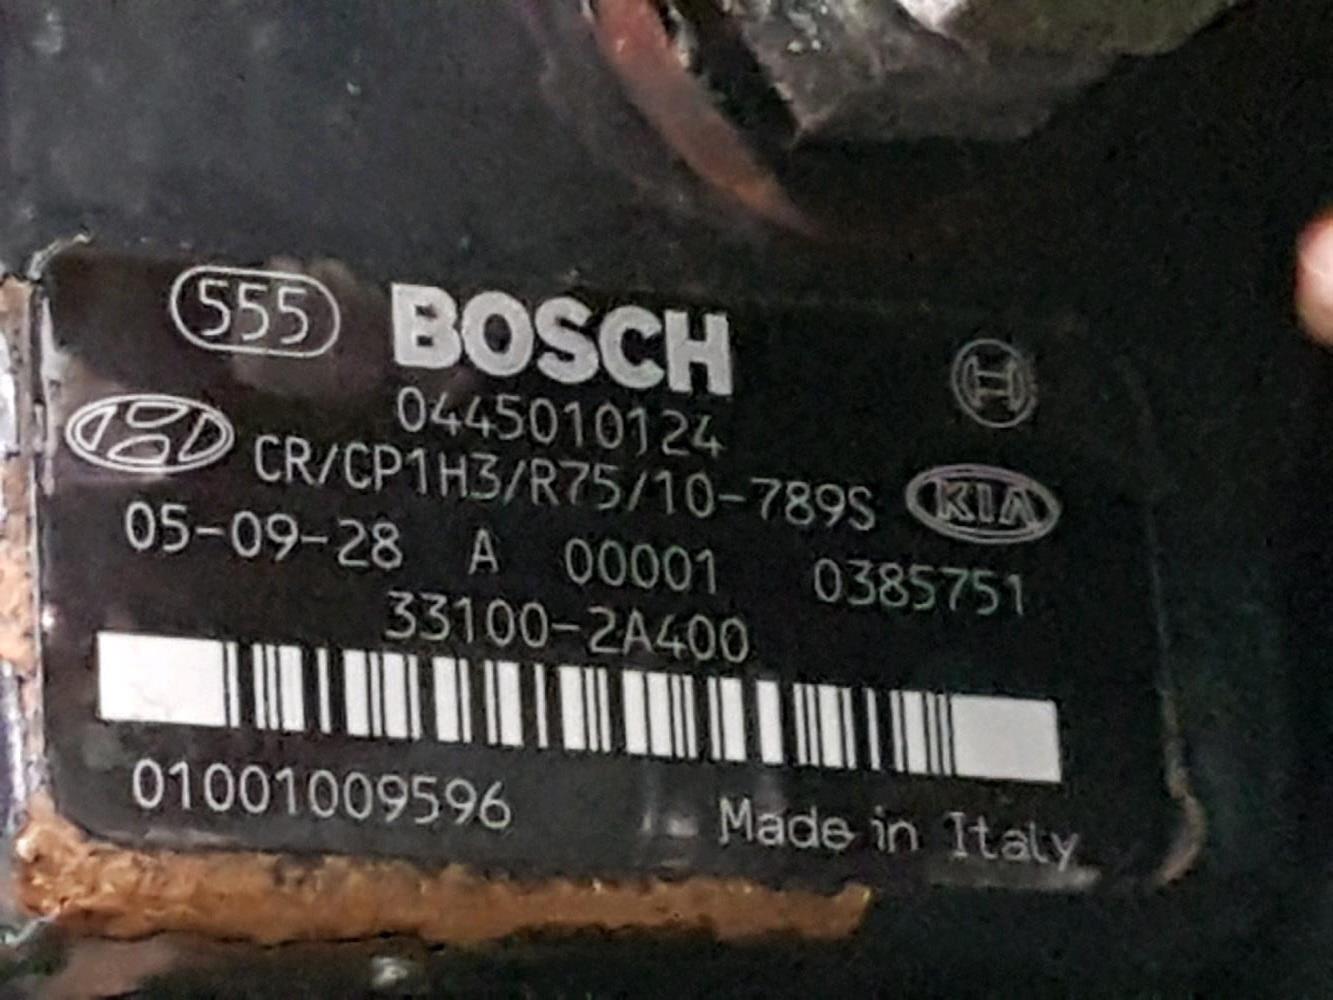 555 BOSCH
0445010124
CR/CP1H3/R75/10-789S KIA
05-09-28 A 00001 0385751
33100-2A400
01001009596 Made in Italy